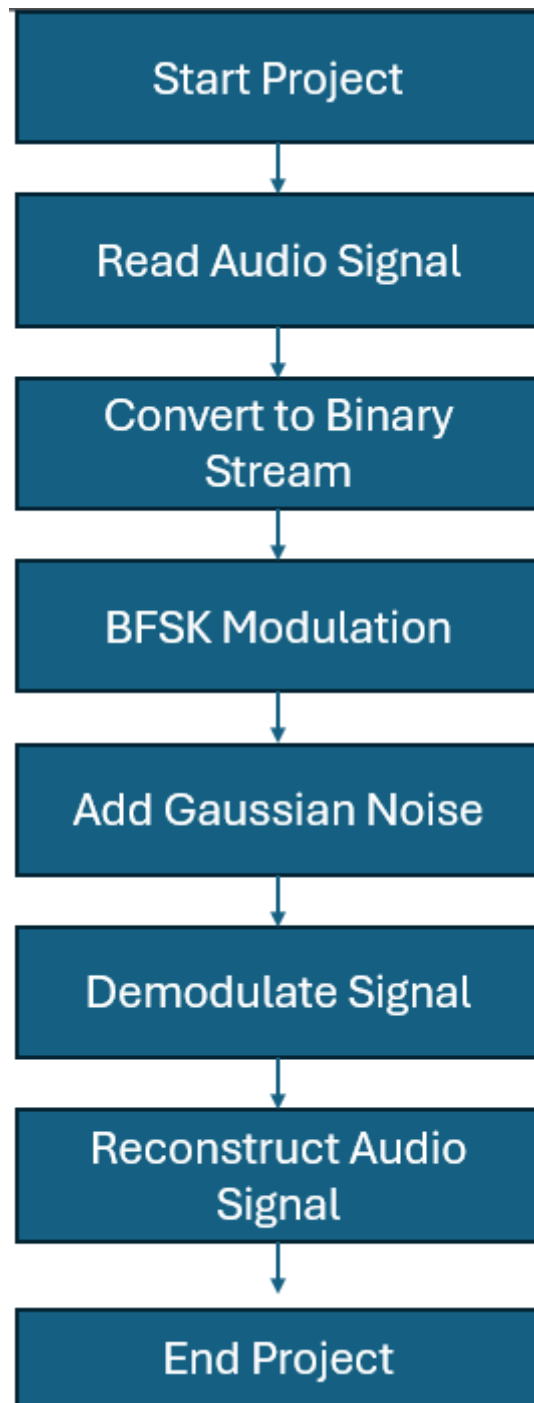 Start Project
Read Audio Signal
Convert to Binary
Stream
BFSK Modulation
Add Gaussian Noise
Demodulate Signal
Reconstruct Audio
Signal
End Project